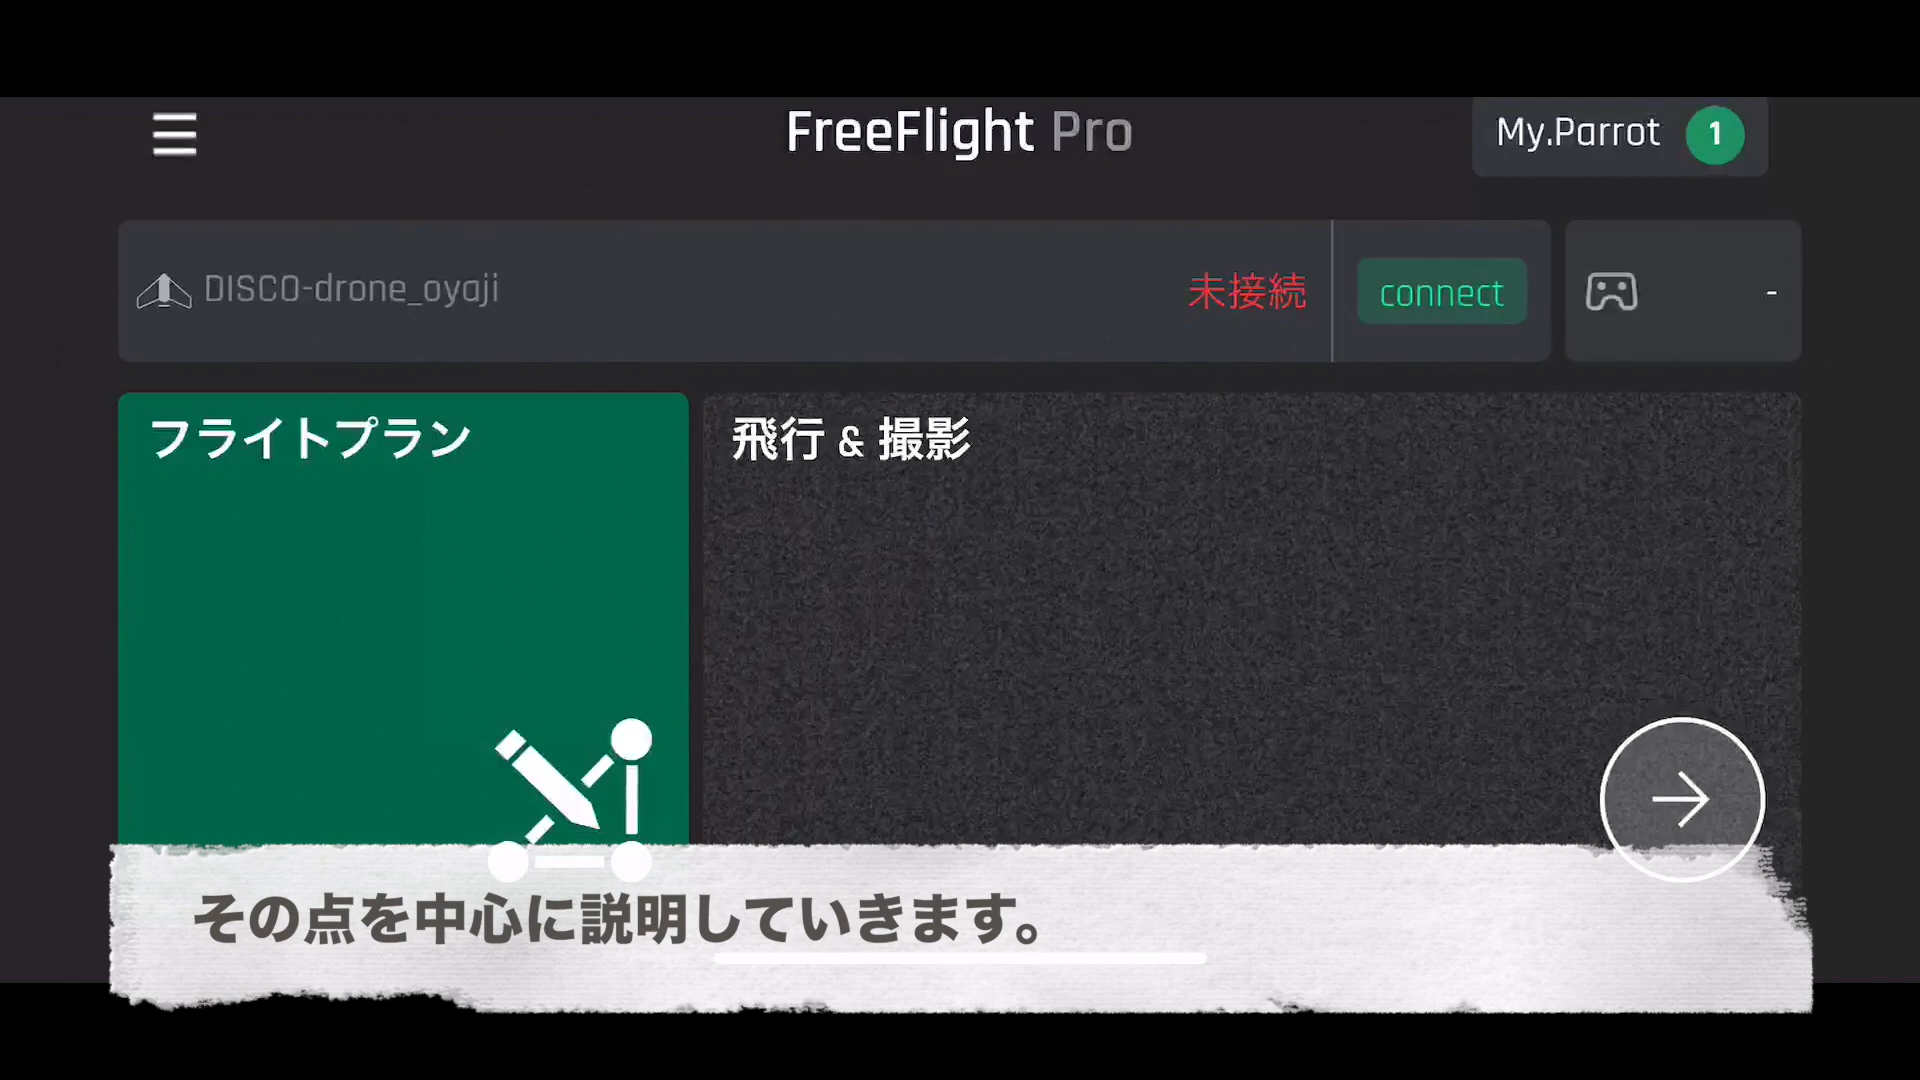 FreeFlight Pro
My.Parrot 1
DISCO-drone_oyaji
未接続
connect
-
フライトプラン
飛行 & 撮影
その点を中心に説明していきます。